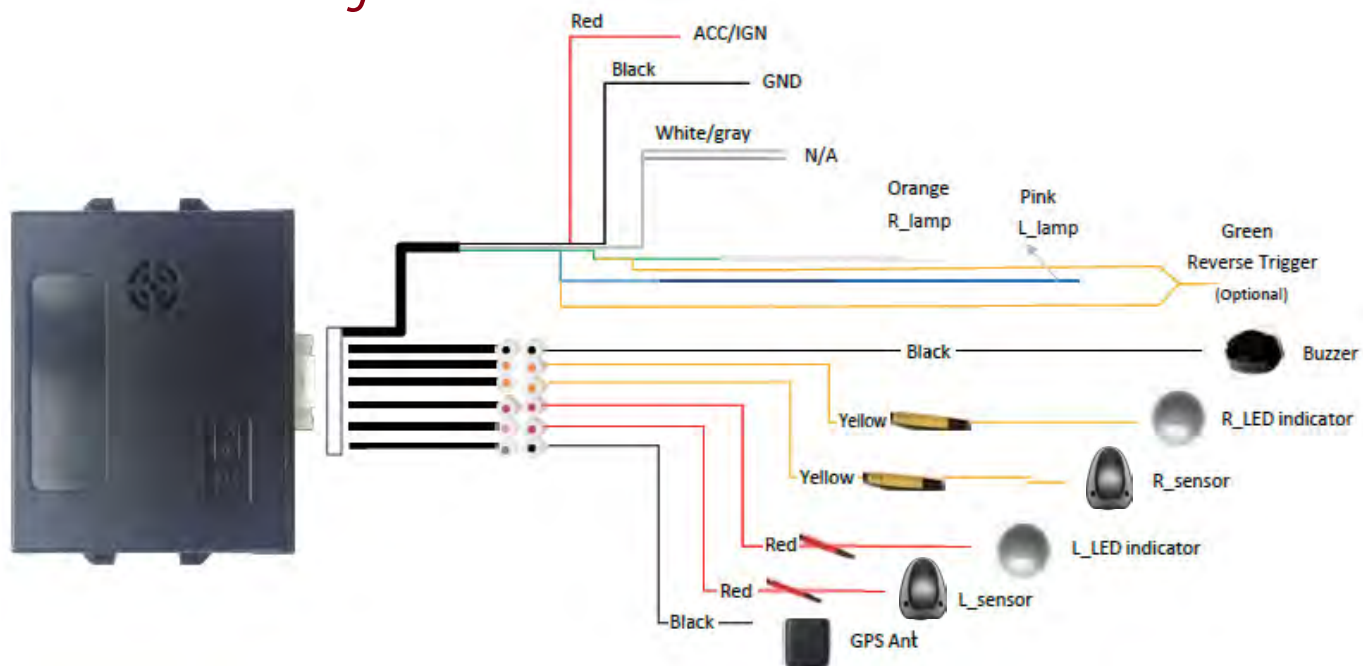 Red
ACC/IGN
Black
GND
White/gray
N/A
Orange
R_lamp
Pink
L_lamp
Green
Reverse Trigger
(Optional)
Black
Buzzer
Yellow
R_LED indicator
Yellow
R_sensor
Red
L_LED indicator
Red
L_sensor
Black
GPS Ant